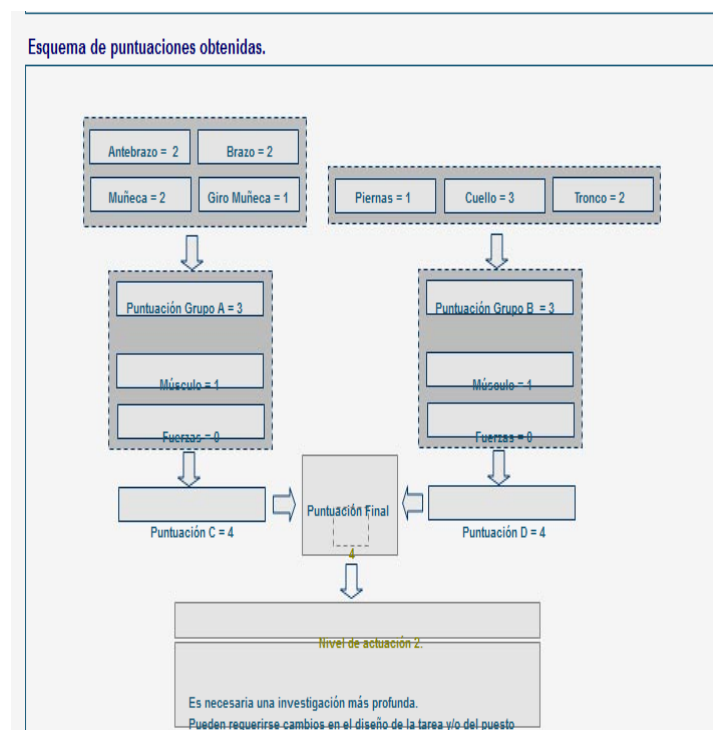 Esquema de puntuaciones obtenidas.
Antebrazo = 2
Brazo = 2
Muñeca = 2
Giro Muñeca = 1
Piernas = 1
Cuello = 3
Tronco = 2
Puntuación Grupo A = 3
Músculo = 1
Fuerzas = 0
Puntuación C = 4
Puntuación Grupo B = 3
Músculo = 1
Fuerzas = 0
Puntuación D = 4
Puntuación Final
4
Nivel de actuación 2.
Es necesaria una investigación más profunda.
Pueden requerirse cambios en el diseño de la tarea y/o del puesto